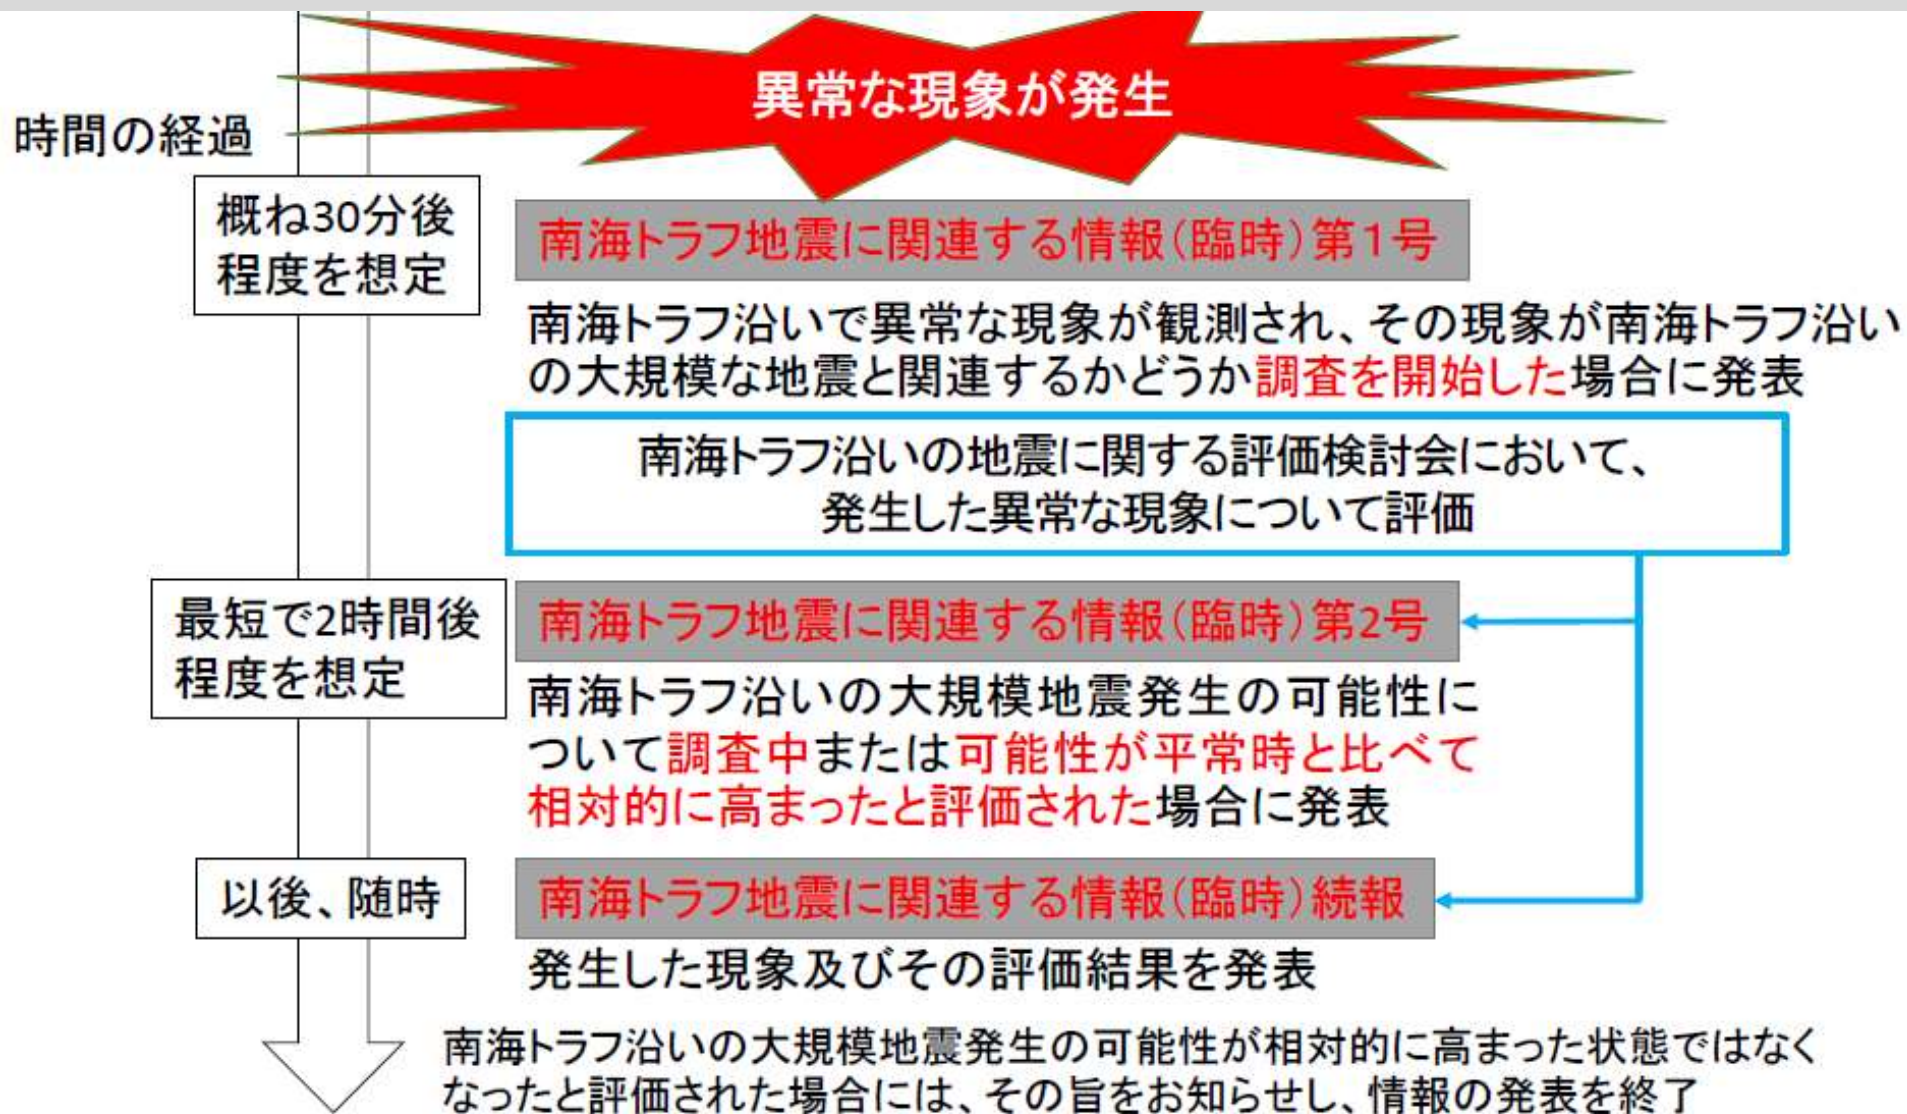 異常な現象が発生
時間の経過
概ね30分後
程度を想定
南海トラフ地震に関連する情報(臨時)第1号
南海トラフ沿いで異常な現象が観測され、その現象が南海トラフ沿い
の大規模な地震と関連するかどうか調査を開始した場合に発表
南海トラフ沿いの地震に関する評価検討会において、
発生した異常な現象について評価
最短で2時間後
程度を想定
南海トラフ地震に関連する情報(臨時)第2号
南海トラフ沿いの大規模地震発生の可能性に
ついて調査中または可能性が平常時と比べて
相対的に高まったと評価された場合に発表
以後、随時
南海トラフ地震に関連する情報(臨時)続報
発生した現象及びその評価結果を発表
南海トラフ沿いの大規模地震発生の可能性が相対的に高まった状態ではなく
なったと評価された場合には、その旨をお知らせし、情報の発表を終了